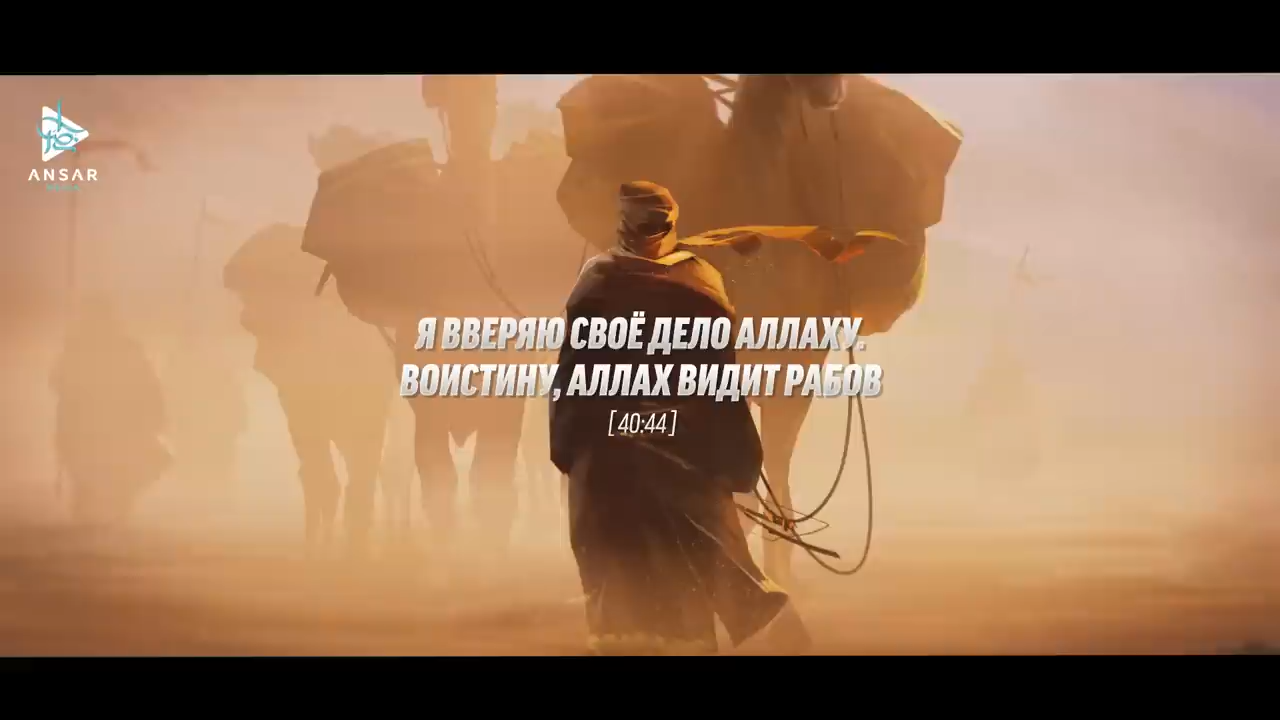 ANSAR
Я ВВЕРЯЮ СВОЁ ДЕЛО АЛЛАХУ.
ВОИСТИНУ, АЛЛАХ ВИДИТ РАБОВ
[40:44]